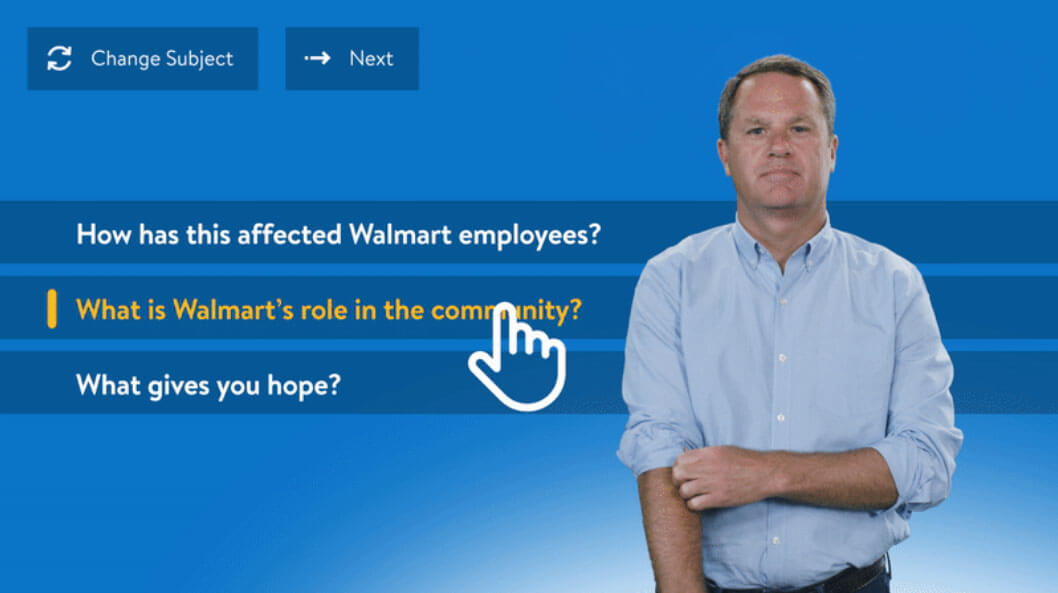 Change Subject
Next
How has this affected Walmart employees?
What is Walmart's role in the community?
What gives you hope?